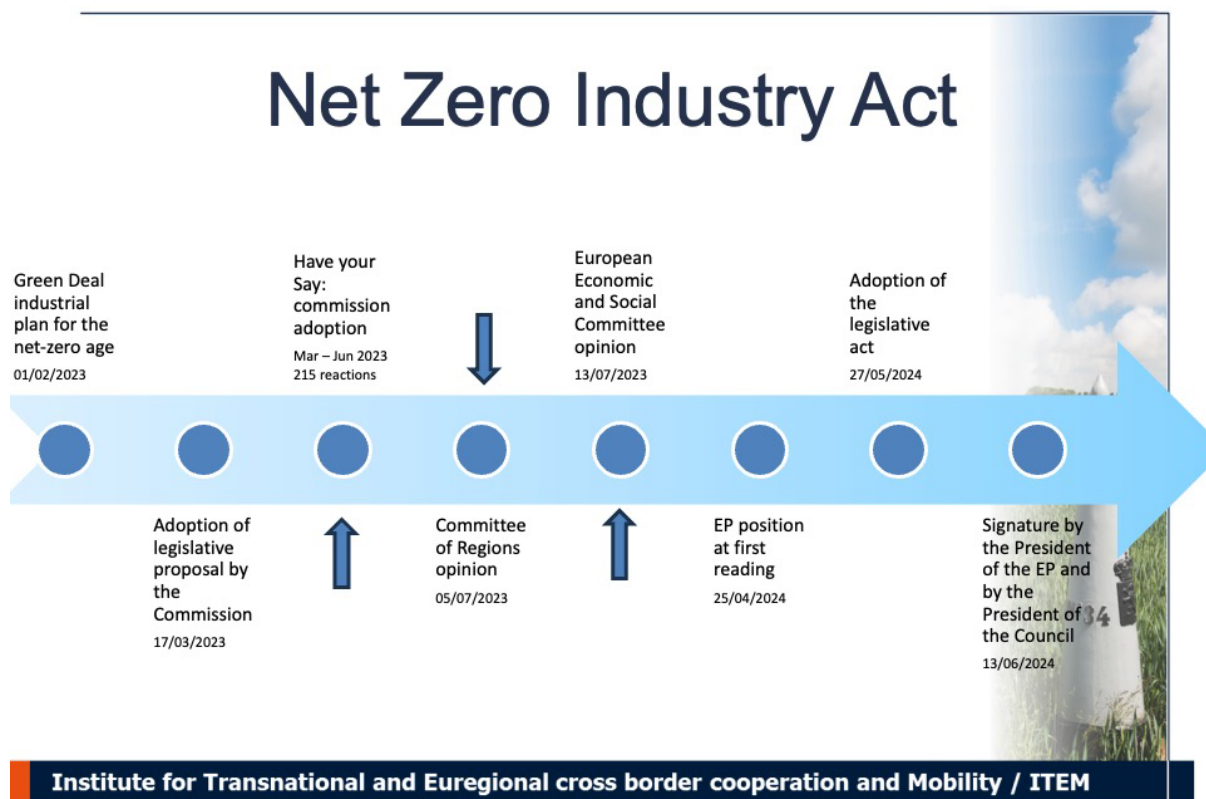 Net Zero Industry Act
Green Deal
industrial
plan for the
net-zero age
01/02/2023
Adoption of
legislative
proposal by
the
Commission
17/03/2023
Have your
Say:
commission
adoption
Mar – Jun 2023
215 reactions
Committee
of Regions
opinion
05/07/2023
European
Economic
and Social
Committee
opinion
13/07/2023
EP position
at first
reading
25/04/2024
Adoption of
the
legislative
act
27/05/2024
Signature by
the President
of the EP and
by the
President of
the Council
13/06/2024
34
Institute for Transnational and Euregional cross border cooperation and Mobility / ITEM